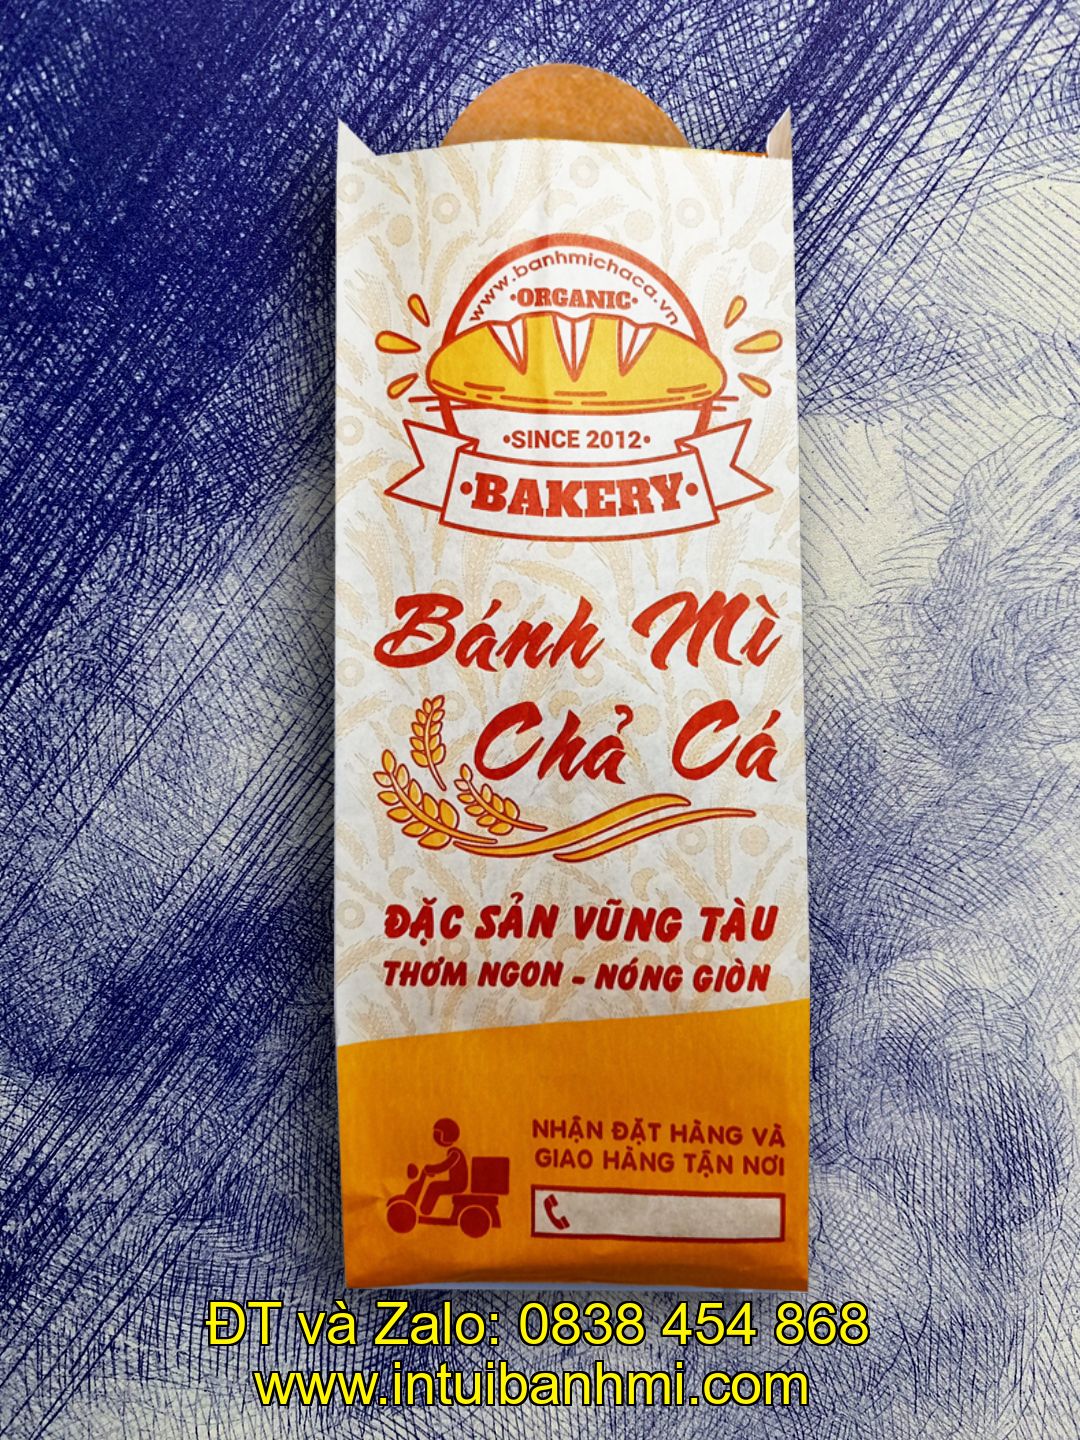 www.banhmichaca.vn
•ORGANIC•
•SINCE 2012•
•BAKERY•
Bánh Mì
Chả Cá
ĐẶC SẢN VŨNG TÀU
THƠM NGON - NÓNG GIÒN
NHẬN ĐẶT HÀNG VÀ
GIAO HÀNG TẬN NƠI
ĐT và Zalo: 0838 454 868
www.intuibanhmi.com